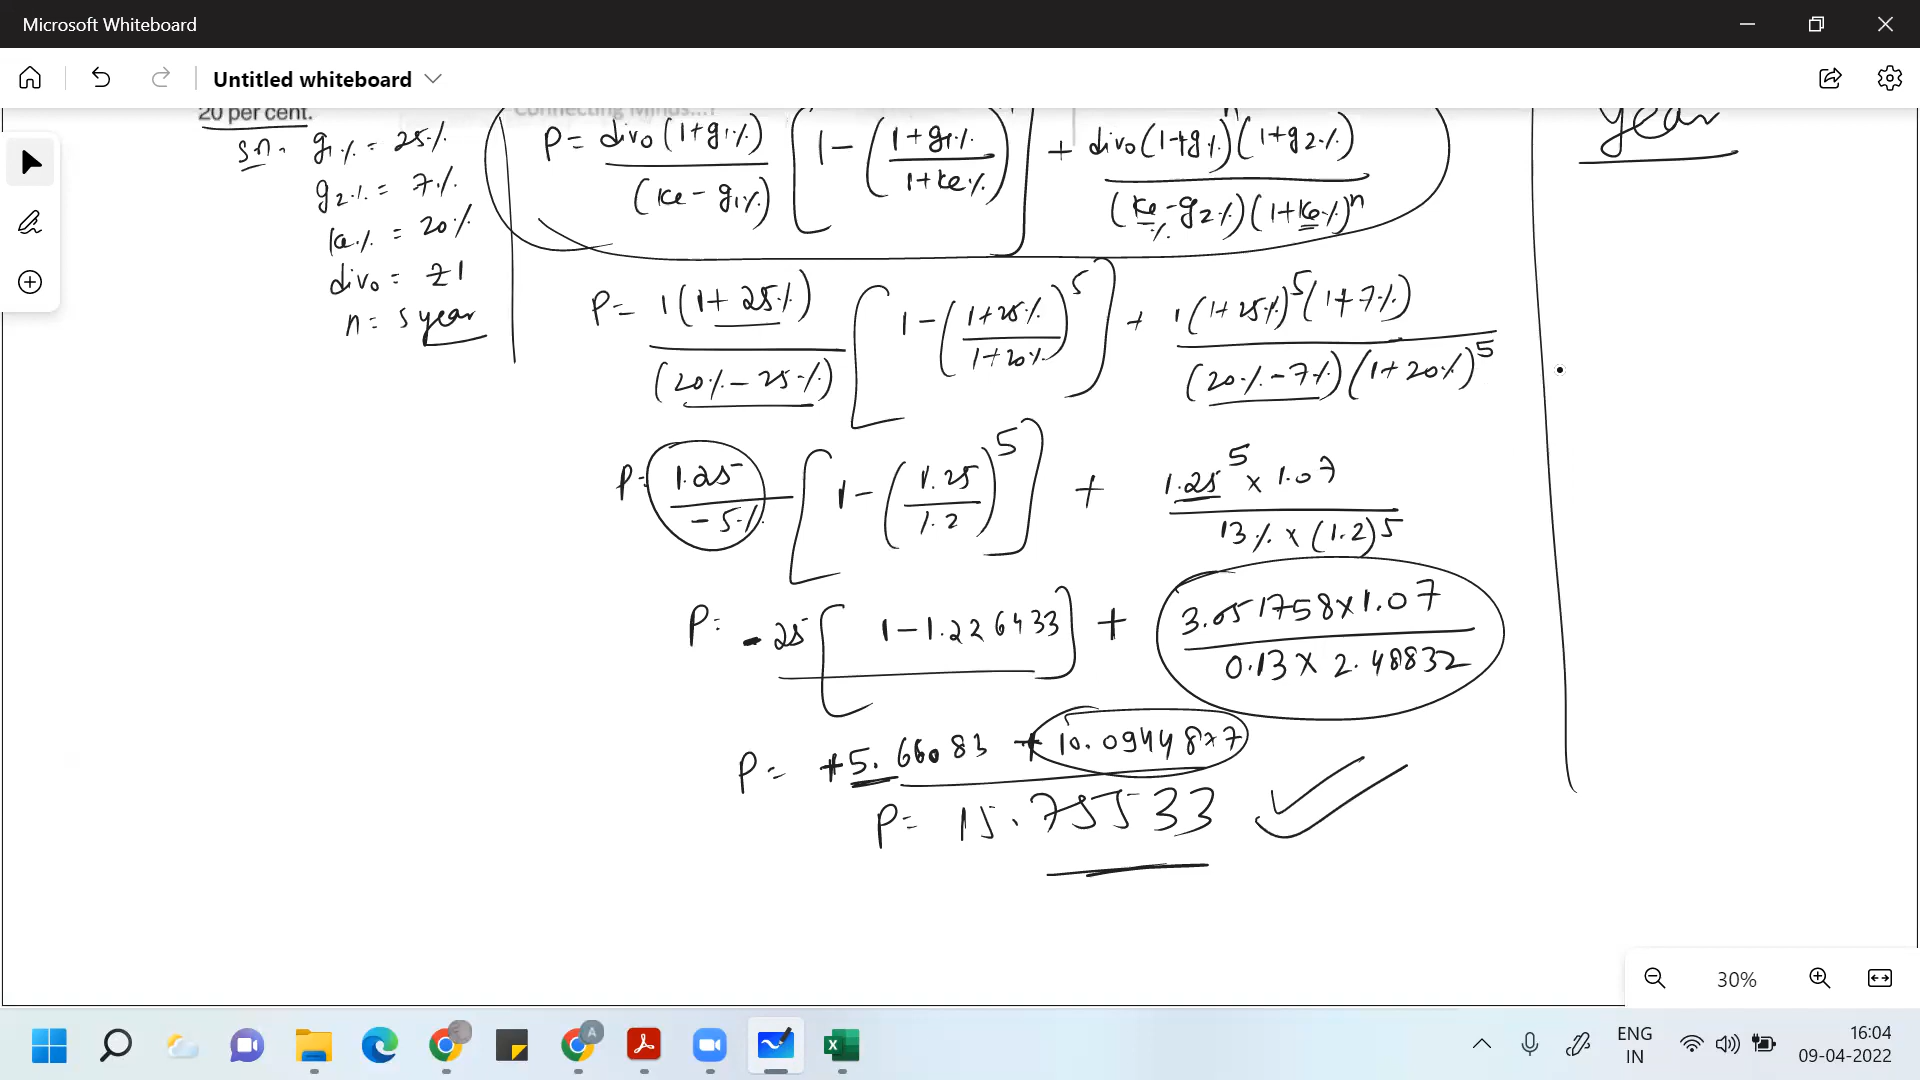 Microsoft Whiteboard
Untitled whiteboard
20 per cent.
Sn. g₁% = 25%
g₂% = 7%
ke% = 20%
div₀ = ₹1
n = 5 year
P = div₀(1+g₁%) / (ke - g₁%) [1 - ((1+g₁%) / (1+ke%))ⁿ] + div₀(1+g₁%)ⁿ(1+g₂%) / (ke% - g₂%)(1+ke%)ⁿ
year
P = 1(1+25%) / (20% - 25%) [1 - ((1+25%) / (1+20%))⁵] + 1(1+25%)⁵(1+7%) / (20% - 7%)(1+20%)⁵
P = 1.25 / -5% [1 - (1.25 / 1.2)⁵] + 1.25⁵ × 1.07 / 13% × (1.2)⁵
P = -25 [1 - 1.226433] + 3.051758 × 1.07 / 0.13 × 2.48832
P = +5.66083 + 10.09448
P = 15.75533
30%
ENG
IN
16:04
09-04-2022